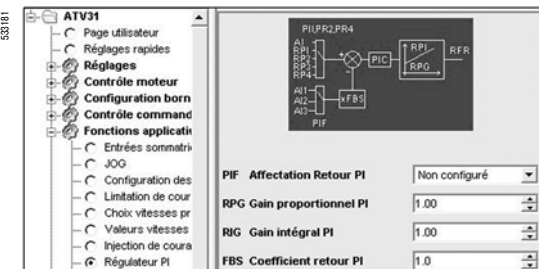 533181
ATV31
Page utilisateur
Réglages rapides
Réglages
Contrôle moteur
Configuration born
Contrôle command
Fonctions applicati
Entrées sommatri
JOG
Configuration des
Limitation de cour
Choix vitesses pr
Valeurs vitesses
Injection de coura
Régulateur PI
PII,PR2,PR4
AI
RPI
RP2
RP3
RP4
+
-
PIC
RPI
RPG
RFR
AI1
AI2
AI3
xFBS
PIF
PIF Affectation Retour PI Non configuré
RPG Gain proportionnel PI 1.00
RIG Gain intégral PI 1.00
FBS Coefficient retour PI 1.0